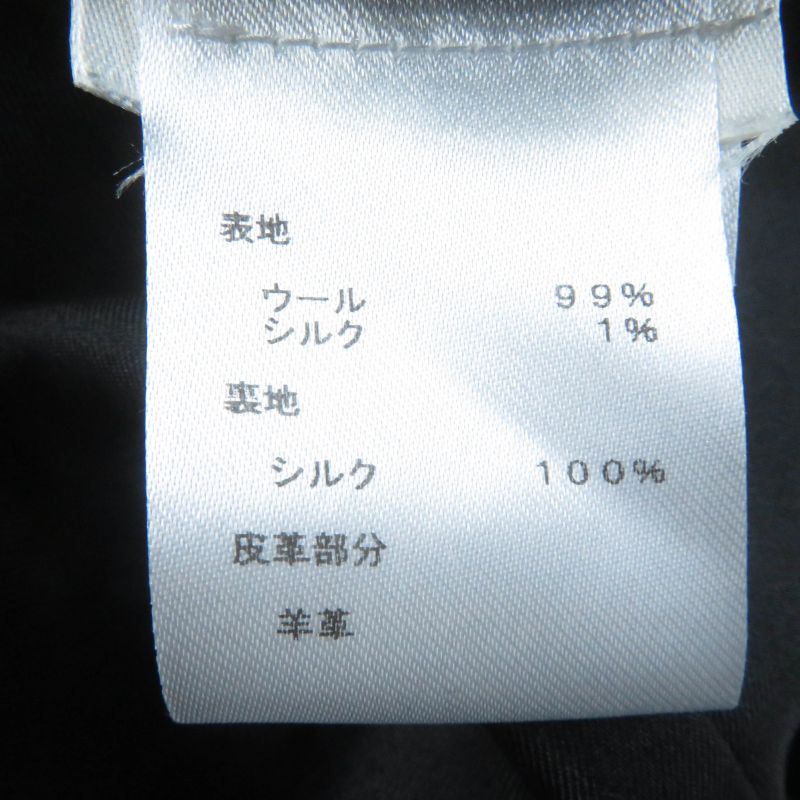 表地
ウール 99%
シルク 1%
裏地
シルク 100%
皮革部分
羊革